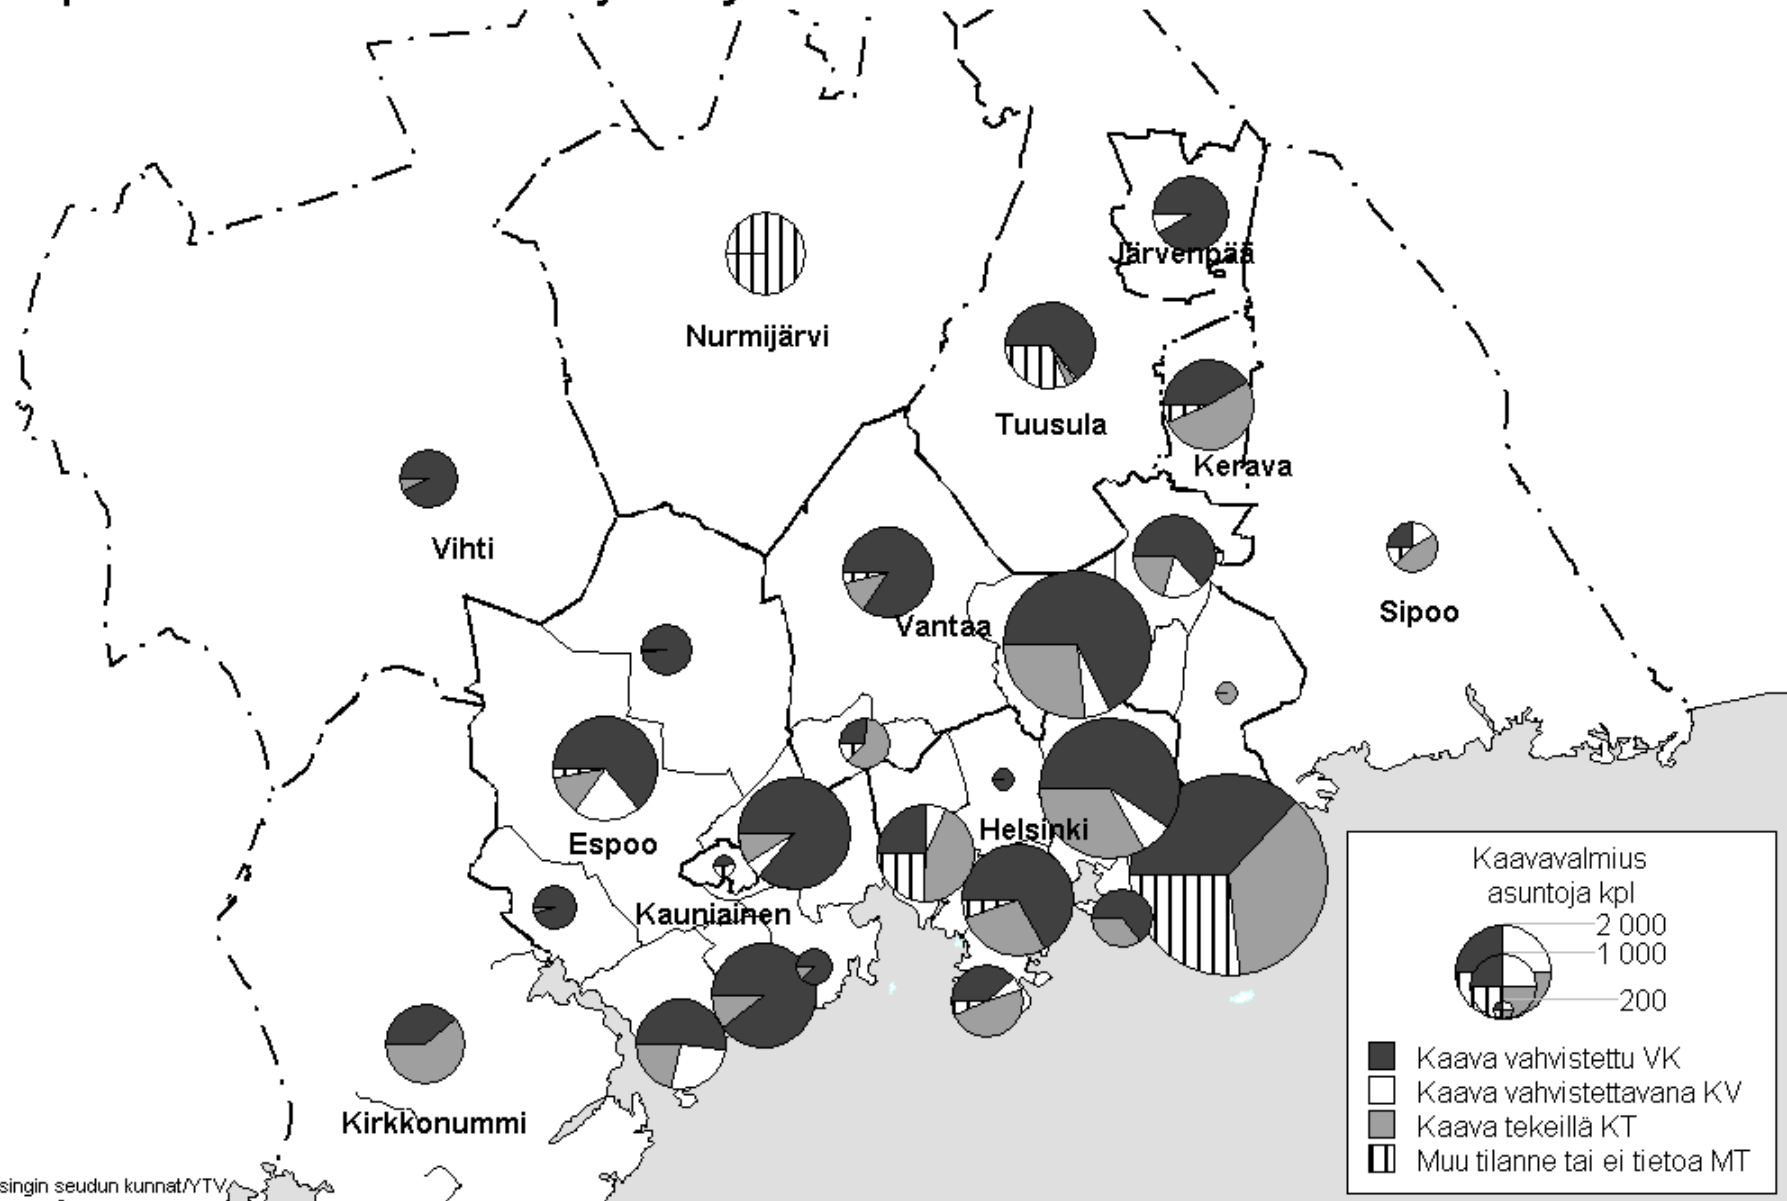 Järvenpää
Nurmijärvi
Tuusula
Kerava
Vihti
Sipoo
Vantaa
Helsinki
Espoo
Kauniainen
Kirkkonummi
Kaavavalmius
asuntoja kpl
2 000
1 000
200
Kaava vahvistettu VK
Kaava vahvistettavana KV
Kaava tekeillä KT
Muu tilanne tai ei tietoa MT
singin seudun kunnat/YTV